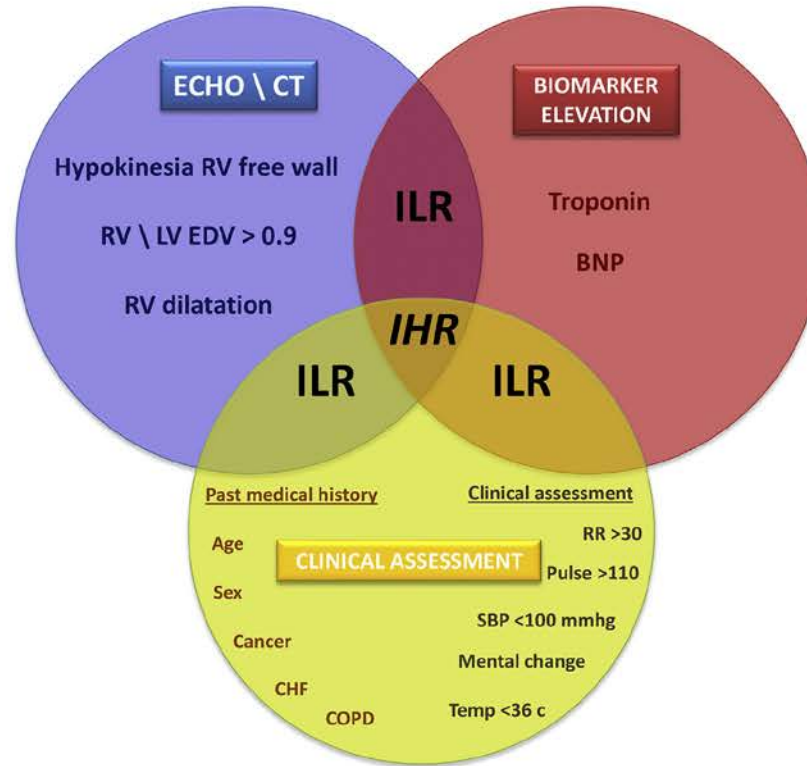 ECHO \ CT
Hypokinesia RV free wall
RV \ LV EDV > 0.9
RV dilatation
BIOMARKER
ELEVATION
Troponin
BNP
ILR
IHR
ILR
ILR
Past medical history
Age
Sex
Cancer
CHF
COPD
CLINICAL ASSESSMENT
Clinical assessment
RR >30
Pulse >110
SBP <100 mmhg
Mental change
Temp <36 c